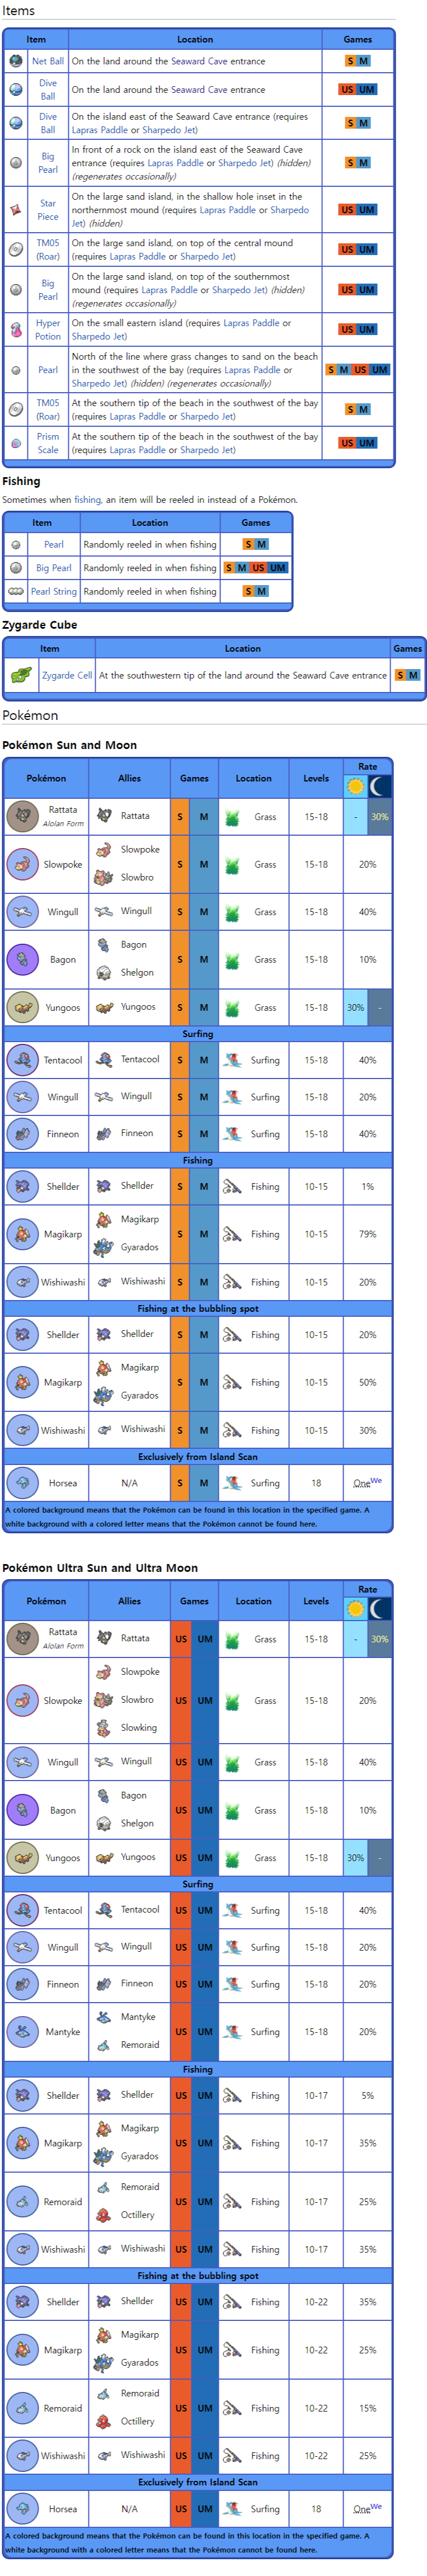 Items
Item Location Games
Net Ball On the land around the Seaward Cave entrance S M
Dive
Ball
On the land around the Seaward Cave entrance US UM
Dive
Ball
On the island east of the Seaward Cave entrance (requires
Lapras Paddle or Sharpedo Jet)
S M
Big
Pearl
In front of a rock on the island east of the Seaward Cave
entrance (requires Lapras Paddle or Sharpedo Jet) (hidden)
(regenerates occasionally)
S M
Star
Piece
On the large sand island, in the shallow hole inset in the
northernmost mound (requires Lapras Paddle or Sharpedo
Jet) (hidden)
US UM
TM05
(Roar)
On the large sand island, on top of the central mound
(requires Lapras Paddle or Sharpedo Jet)
US UM
Big
Pearl
On the large sand island, on top of the southernmost
mound (requires Lapras Paddle or Sharpedo Jet) (hidden)
(regenerates occasionally)
US UM
Hyper
Potion
On the small eastern island (requires Lapras Paddle or
Sharpedo Jet)
US UM
Pearl
North of the line where grass changes to sand on the beach
in the southwest of the bay (requires Lapras Paddle or
Sharpedo Jet) (hidden) (regenerates occasionally)
S M US UM
TM05
(Roar)
At the southern tip of the beach in the southwest of the bay
(requires Lapras Paddle or Sharpedo Jet)
S M
Prism
Scale
At the southern tip of the beach in the southwest of the bay
(requires Lapras Paddle or Sharpedo Jet)
US UM
Fishing
Sometimes when fishing, an item will be reeled in instead of a Pokémon.
Item Location Games
Pearl Randomly reeled in when fishing S M
Big Pearl Randomly reeled in when fishing S M US UM
Pearl String Randomly reeled in when fishing S M
Zygarde Cube
Item Location Games
Zygarde Cell At the southwestern tip of the land around the Seaward Cave entrance S M
Pokémon
Pokémon Sun and Moon
Pokémon Allies Games Location Levels Rate
Rattata
Alolan Form
Rattata S M Grass 15-18 - 30%
Slowpoke
Slowpoke
Slowbro
S M Grass 15-18 20%
Wingull Wingull S M Grass 15-18 40%
Bagon
Bagon
Shelgon
S M Grass 15-18 10%
Yungoos Yungoos S M Grass 15-18 30% -
Surfing
Tentacool Tentacool S M Surfing 15-18 40%
Wingull Wingull S M Surfing 15-18 20%
Finneon Finneon S M Surfing 15-18 40%
Fishing
Shellder Shellder S M Fishing 10-15 1%
Magikarp
Magikarp
Gyarados
S M Fishing 10-15 79%
Wishiwashi Wishiwashi S M Fishing 10-15 20%
Fishing at the bubbling spot
Shellder Shellder S M Fishing 10-15 20%
Magikarp
Magikarp
Gyarados
S M Fishing 10-15 50%
Wishiwashi Wishiwashi S M Fishing 10-15 30%
Exclusively from Island Scan
Horsea N/A S M Surfing 18 OneWe
A colored background means that the Pokémon can be found in this location in the specified game. A
white background with a colored letter means that the Pokémon cannot be found here.
Pokémon Ultra Sun and Ultra Moon
Pokémon Allies Games Location Levels Rate
Rattata
Alolan Form
Rattata US UM Grass 15-18 - 30%
Slowpoke
Slowpoke
Slowbro
Slowking
US UM Grass 15-18 20%
Wingull Wingull US UM Grass 15-18 40%
Bagon
Bagon
Shelgon
US UM Grass 15-18 10%
Yungoos Yungoos US UM Grass 15-18 30% -
Surfing
Tentacool Tentacool US UM Surfing 15-18 40%
Wingull Wingull US UM Surfing 15-18 20%
Finneon Finneon US UM Surfing 15-18 20%
Mantyke
Mantyke
Remoraid
US UM Surfing 15-18 20%
Fishing
Shellder Shellder US UM Fishing 10-17 5%
Magikarp
Magikarp
Gyarados
US UM Fishing 10-17 35%
Remoraid
Remoraid
Octillery
US UM Fishing 10-17 25%
Wishiwashi Wishiwashi US UM Fishing 10-17 35%
Fishing at the bubbling spot
Shellder Shellder US UM Fishing 10-22 35%
Magikarp
Magikarp
Gyarados
US UM Fishing 10-22 25%
Remoraid
Remoraid
Octillery
US UM Fishing 10-22 15%
Wishiwashi Wishiwashi US UM Fishing 10-22 25%
Exclusively from Island Scan
Horsea N/A US UM Surfing 18 OneWe
A colored background means that the Pokémon can be found in this location in the specified game. A
white background with a colored letter means that the Pokémon cannot be found here.